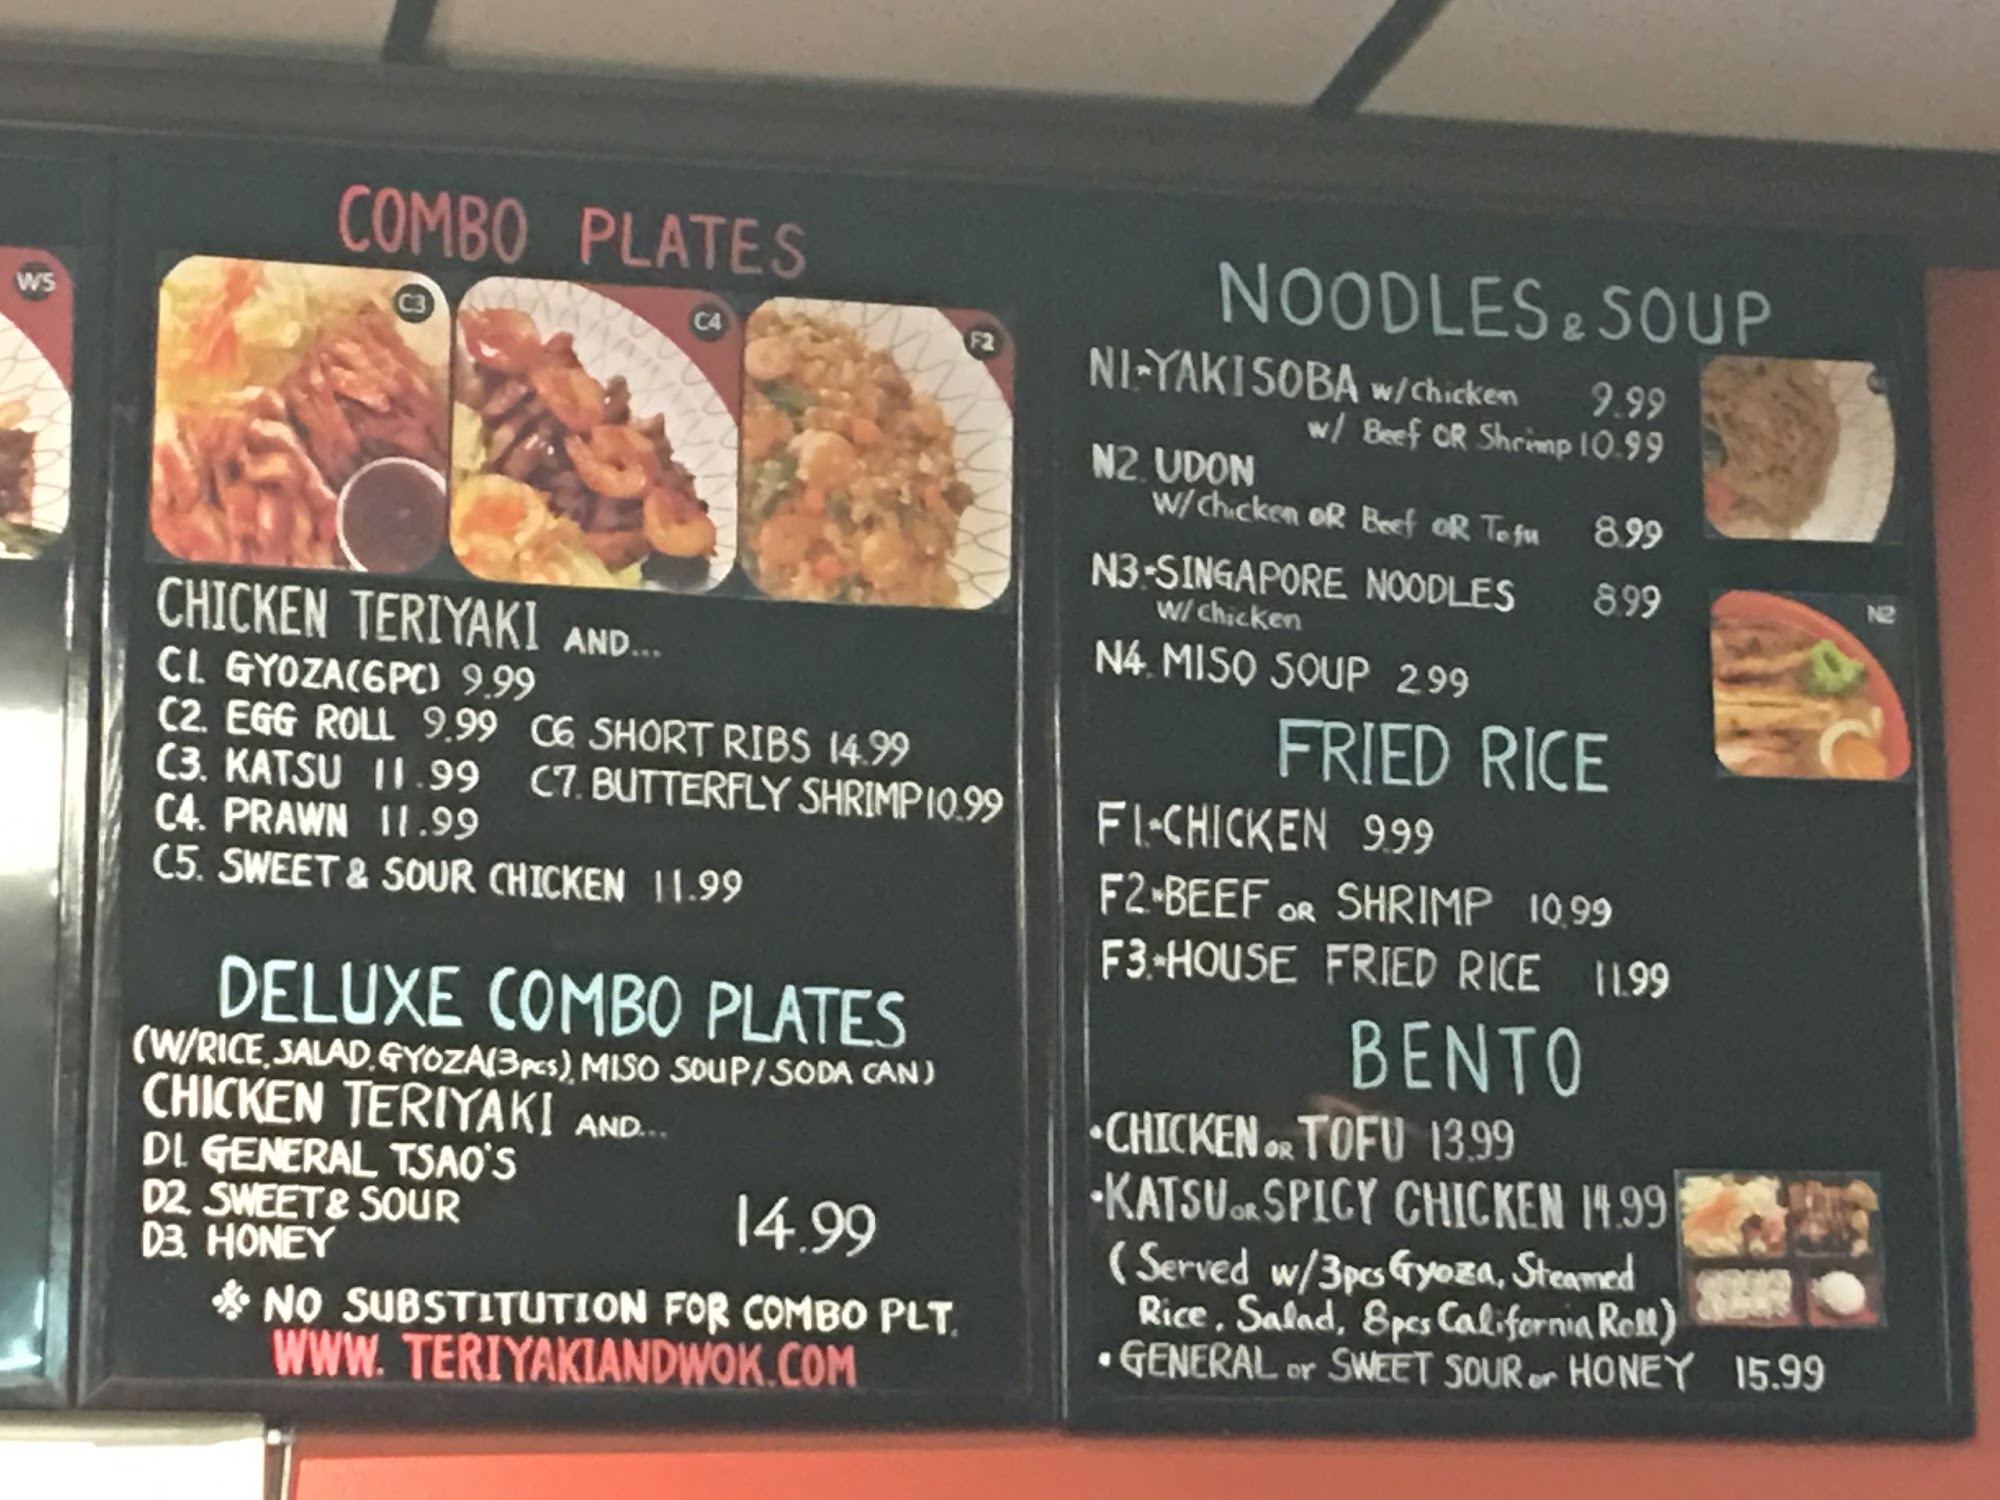 W5
COMBO PLATES
C3
C4
F2
CHICKEN TERIYAKI AND...
C1. GYOZA(6PC) 9.99
C2. EGG ROLL 9.99
C3. KATSU 11.99
C4. PRAWN 11.99
C5. SWEET & SOUR CHICKEN 11.99
C6 SHORT RIBS 14.99
C7. BUTTERFLY SHRIMP 10.99
DELUXE COMBO PLATES
(W/RICE, SALAD, GYOZA(3pcs), MISO SOUP/SODA CAN)
CHICKEN TERIYAKI AND...
D1. GENERAL TSAO'S
D2. SWEET & SOUR
D3. HONEY
14.99
※ NO SUBSTITUTION FOR COMBO PLT.
WWW.TERIYAKIANDWOK.COM
NOODLES & SOUP
N1-YAKISOBA w/chicken 9.99
w/ Beef OR Shrimp 10.99
N2. UDON
w/chicken OR Beef OR Tofu 8.99
N3-SINGAPORE NOODLES 8.99
w/chicken
N4. MISO SOUP 2.99
N2
FRIED RICE
F1-CHICKEN 9.99
F2-BEEF OR SHRIMP 10.99
F3-HOUSE FRIED RICE 11.99
BENTO
•CHICKEN OR TOFU 13.99
•KATSU OR SPICY CHICKEN 14.99
(Served w/3pcs Gyoza, Steamed
Rice, Salad, 8pcs California Roll)
•GENERAL or SWEET SOUR or HONEY 15.99